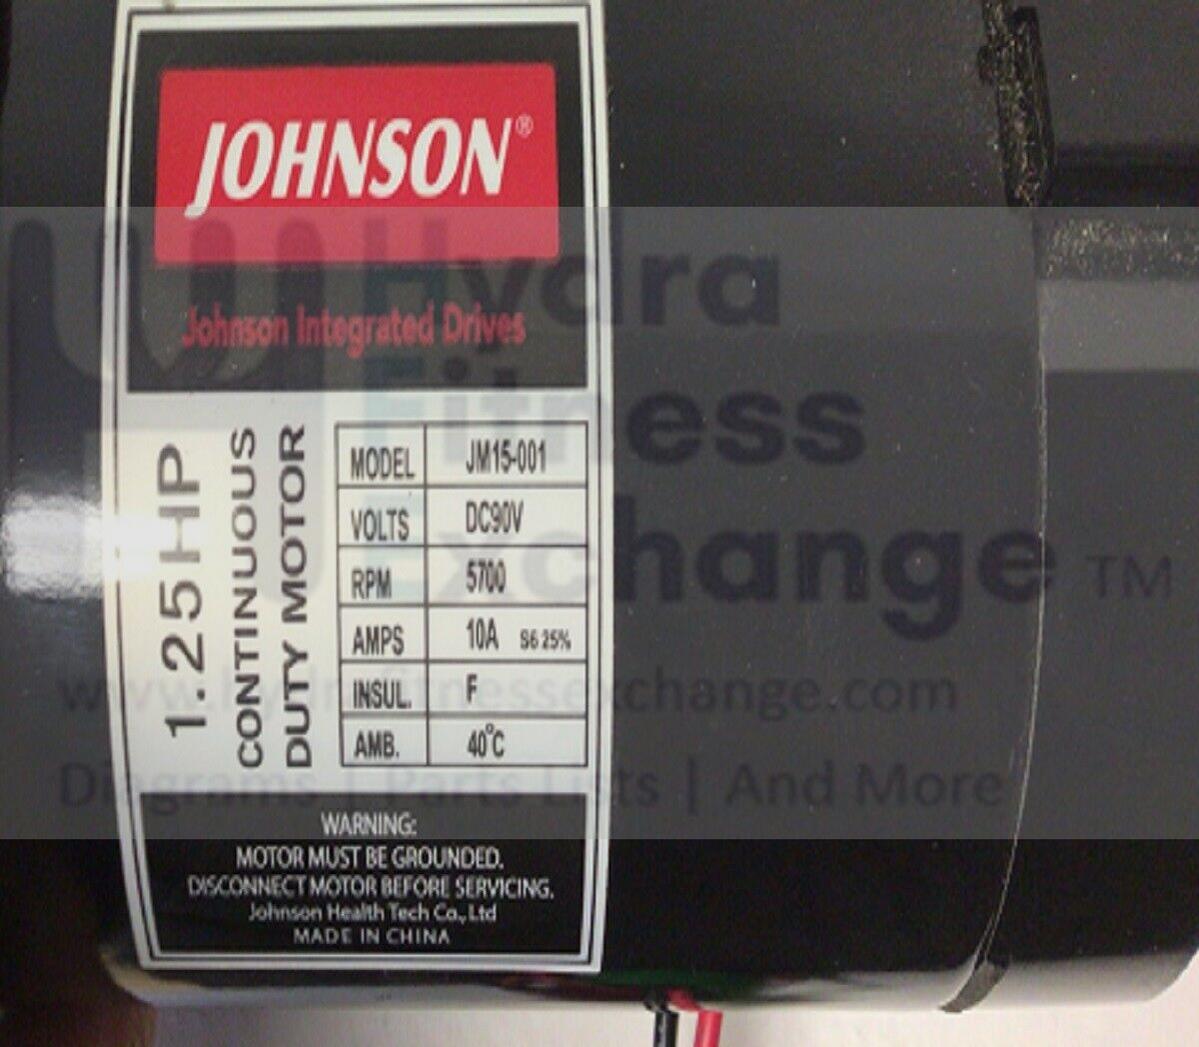 JOHNSON®
Johnson Integrated Drives
1.25HP
CONTINUOUS
DUTY MOTOR
MODEL JM15-001
VOLTS DC90V
RPM 5700
AMPS 10A S6 25%
INSUL. F
AMB. 40°C
WARNING:
MOTOR MUST BE GROUNDED.
DISCONNECT MOTOR BEFORE SERVICING.
Johnson Health Tech Co., Ltd
MADE IN CHINA
Hydra
Fitness
Exchange TM
www.hydrafitnessexchange.com
Diagrams | Parts Lists | And More